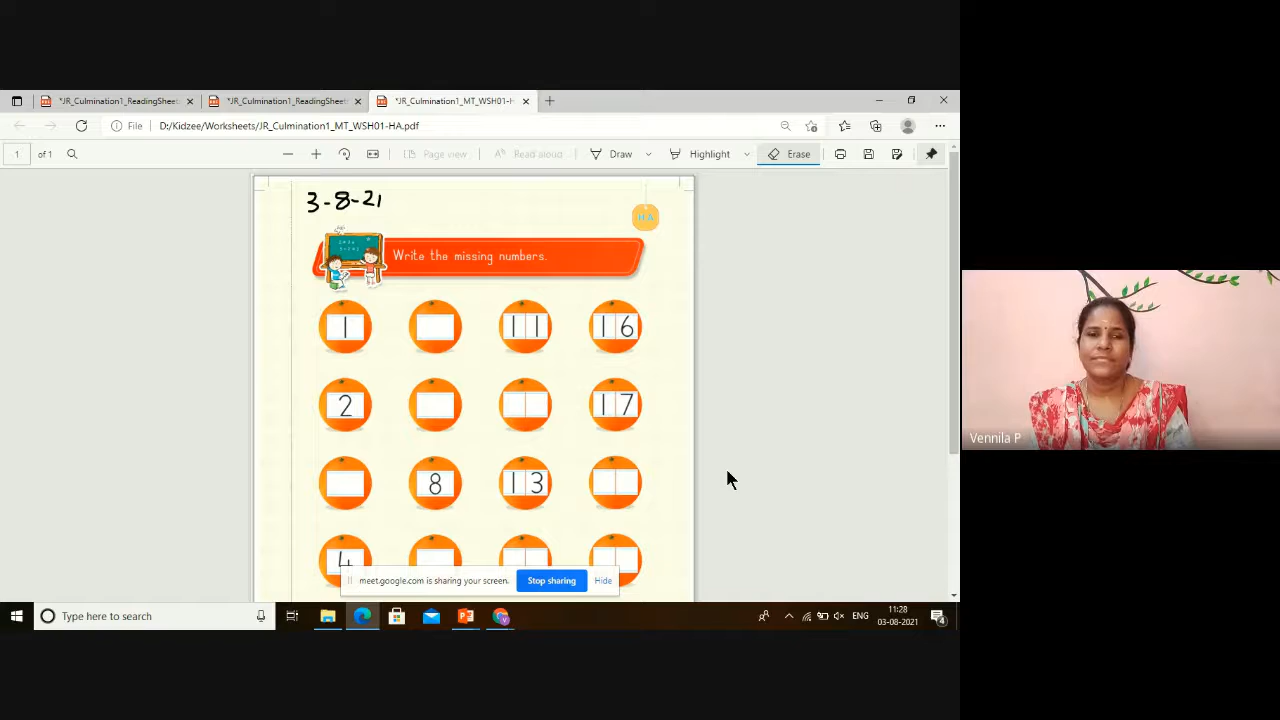 *JR_Culmination1_ReadingSheet:
*JR_Culmination1_ReadingSheet:
*JR_Culmination1_MT_WSH01-H
File D:/Kidzee/Worksheets/JR_Culmination1_MT_WSH01-HA.pdf
1 of 1 Page view Read aloud Draw Highlight Erase
3-8-21
HA
Write the missing numbers.
1 11 16
2 17
8 13
4
meet.google.com is sharing your screen. Stop sharing Hide
Vennila P
Type here to search
ENG
11:28
03-08-2021
4